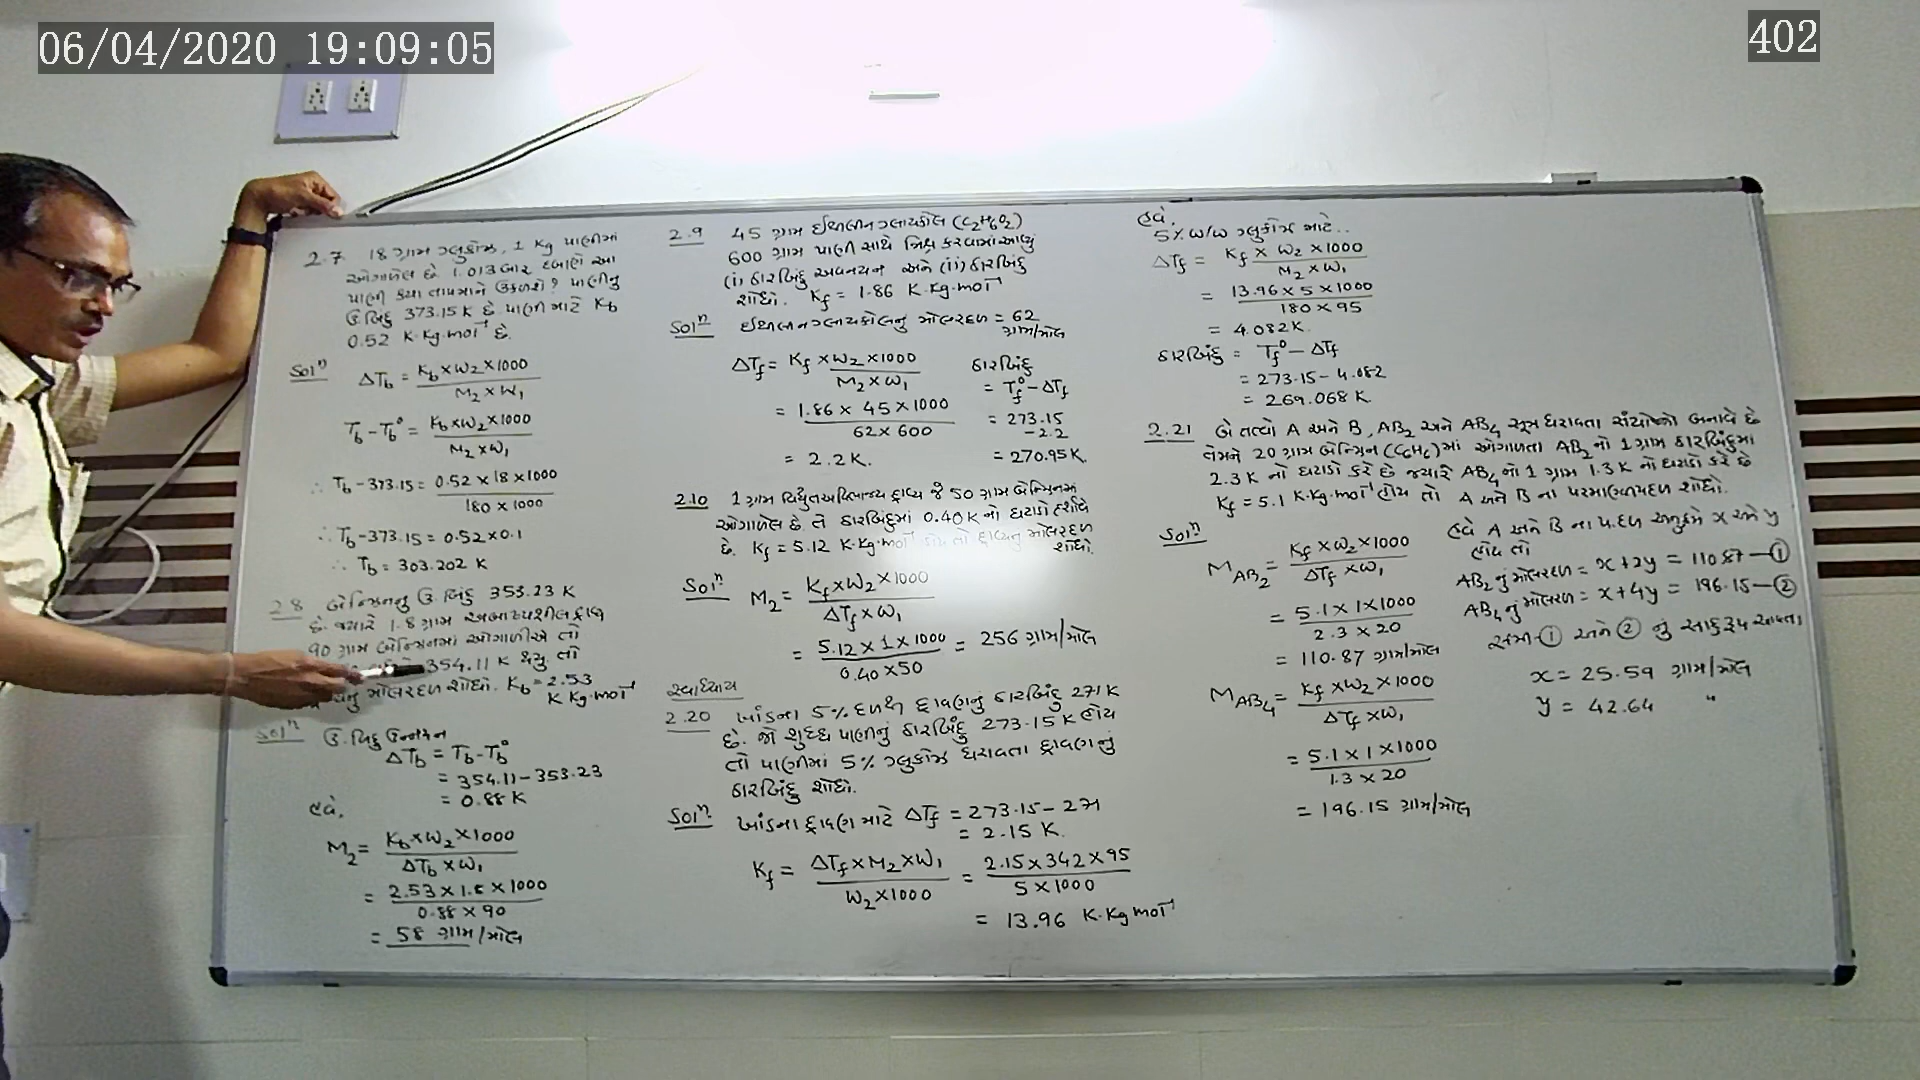 06/04/2020 19:09:05
402
2.7 18 ગ્રામ ગ્લુકોઝ, 1 Kg પાણીમાં
ઓગાળેલ છે 1.013 બાર દબાણે આ
પાણી કયા તાપમાને ઉકળશે? પાણીનુ
ઉ.બિંદુ 373.15 K છે. પાણી માટે Kb
0.52 K·Kg·mol⁻¹ છે.
Solⁿ ΔTb = Kb × W2 × 1000 / M2 × W1
Tb - Tb° = Kb × W2 × 1000 / M2 × W1
∴ Tb - 373.15 = 0.52 × 18 × 1000 / 180 × 1000
∴ Tb - 373.15 = 0.52 × 0.1
∴ Tb = 303.202 K
2.8 બેન્ઝિનનુ ઉ.બિંદુ 353.23 K
છે. જ્યારે 1.8 ગ્રામ અબાષ્પશીલ દ્રાવ્ય
90 ગ્રામ બેન્ઝિનમાં ઓગાળીએ તો
354.11 K થયુ. તો
મોલરદળ શોધો. Kb = 2.53
K Kg·mol⁻¹
Solⁿ ઉ.બિંદુ ઉન્નયન
ΔTb = Tb - Tb°
= 354.11 - 353.23
= 0.88 K
હવે,
M2 = Kb × W2 × 1000 / ΔTb × W1
= 2.53 × 1.8 × 1000 / 0.88 × 90
= 58 ગ્રામ/મોલ
2.9 45 ગ્રામ ઈથાલીન ગ્લાયકોલ (C2H6O2)
600 ગ્રામ પાણી સાથે મિશ્ર કરવામાં આવ્યું
(i) ઠારબિંદુ અવનયન અને (ii) ઠારબિંદુ
શોધો. Kf = 1.86 K·Kg·mol⁻¹
Solⁿ ઈથાલીન ગ્લાયકોલનુ મોલરદળ = 62
ગ્રામ/મોલ
ΔTf = Kf × W2 × 1000 / M2 × W1
= 1.86 × 45 × 1000 / 62 × 600
= 2.2 K.
ઠારબિંદુ
= Tf° - ΔTf
= 273.15
- 2.2
= 270.95 K
2.10 1 ગ્રામ વિદ્યુતઅવિભાજ્ય દ્રાવ્ય જે 50 ગ્રામ બેન્ઝિનમાં
ઓગાળેલ છે. તે ઠારબિંદુમાં 0.40 K નો ઘટાડો દર્શાવે
છે. Kf = 5.12 K·Kg·mol⁻¹ હોય તો દ્રાવ્યનુ મોલરદળ
શોધો.
Solⁿ M2 = Kf × W2 × 1000 / ΔTf × W1
= 5.12 × 1 × 1000 / 0.40 × 50 = 256 ગ્રામ/મોલ
સ્વાધ્યાય
2.20 ખાંડના 5% દળથી દ્રાવણનું ઠારબિંદુ 271 K
છે. જો શુધ્ધ પાણીનું ઠારબિંદુ 273.15 K હોય
તો પાણીમાં 5% ગ્લુકોઝ ધરાવતા દ્રાવણનું
ઠારબિંદુ શોધો.
Solⁿ ખાંડના દ્રાવણ માટે ΔTf = 273.15 - 271
= 2.15 K.
Kf = ΔTf × M2 × W1 / W2 × 1000 = 2.15 × 342 × 95 / 5 × 1000
= 13.96 K·Kg mol⁻¹
હવે,
5% W/W ગ્લુકોઝ માટે..
ΔTf = Kf × W2 × 1000 / M2 × W1
= 13.96 × 5 × 1000 / 180 × 95
= 4.082 K.
ઠારબિંદુ = Tf° - ΔTf
= 273.15 - 4.082
= 269.068 K
2.21 બે તત્વો A અને B, AB2 અને AB4 સૂત્ર ધરાવતા સંયોજનો બનાવે છે
તેમને 20 ગ્રામ બેન્ઝિન (C6H6) માં ઓગાળતા AB2 નો 1 ગ્રામ ઠારબિંદુમાં
2.3 K નો ઘટાડો કરે છે જ્યારે AB4 નો 1 ગ્રામ 1.3 K નો ઘટાડો કરે છે
Kf = 5.1 K·Kg·mol⁻¹ હોય તો A અને B ના પરમાણ્વીયદળ શોધો.
Solⁿ MAB2 = Kf × W2 × 1000 / ΔTf × W1
= 5.1 × 1 × 1000 / 2.3 × 20
= 110.87 ગ્રામ/મોલ
MAB4 = Kf × W2 × 1000 / ΔTf × W1
= 5.1 × 1 × 1000 / 1.3 × 20
= 196.15 ગ્રામ/મોલ
હવે A અને B ના પ.દળ અનુક્રમે x અને y
હોય તો
AB2 નું મોલરદળ = x + 2y = 110.87 — ①
AB4 નું મોલરદળ = x + 4y = 196.15 — ②
સમી. ① અને ② નું સાદુરૂપ આપતા
x = 25.59 ગ્રામ/મોલ
y = 42.64 "